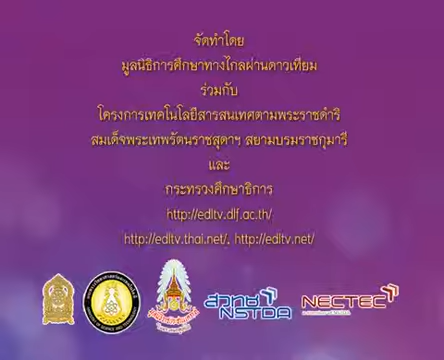 จัดทำโดย
มูลนิธิการศึกษาทางไกลผ่านดาวเทียม
ร่วมกับ
โครงการเทคโนโลยีสารสนเทศตามพระราชดำริ
สมเด็จพระเทพรัตนราชสุดาฯ สยามบรมราชกุมารี
และ
กระทรวงศึกษาธิการ
http://edltv.dlf.ac.th/
http://edltv.thai.net/, http://edltv.net/
สวทช NECTEC
NSTDA